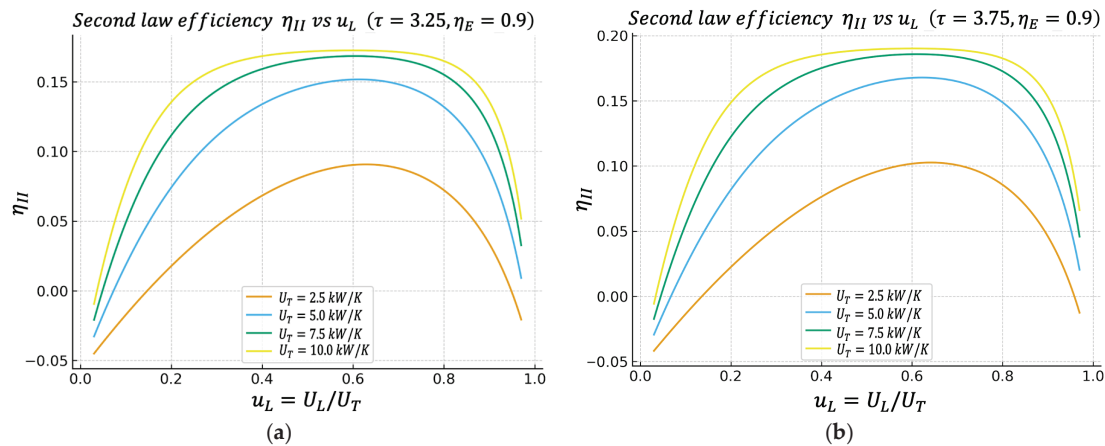 Second law efficiency η_II vs u_L (τ = 3.25, η_E = 0.9)
η_II
0.15
0.10
0.05
0.00
−0.05
U_T = 2.5 kW/K
U_T = 5.0 kW/K
U_T = 7.5 kW/K
U_T = 10.0 kW/K
0.0 0.2 0.4 0.6 0.8 1.0
u_L = U_L/U_T
(a)
Second law efficiency η_II vs u_L (τ = 3.75, η_E = 0.9)
η_II
0.20
0.15
0.10
0.05
0.00
−0.05
U_T = 2.5 kW/K
U_T = 5.0 kW/K
U_T = 7.5 kW/K
U_T = 10.0 kW/K
0.0 0.2 0.4 0.6 0.8 1.0
u_L = U_L/U_T
(b)